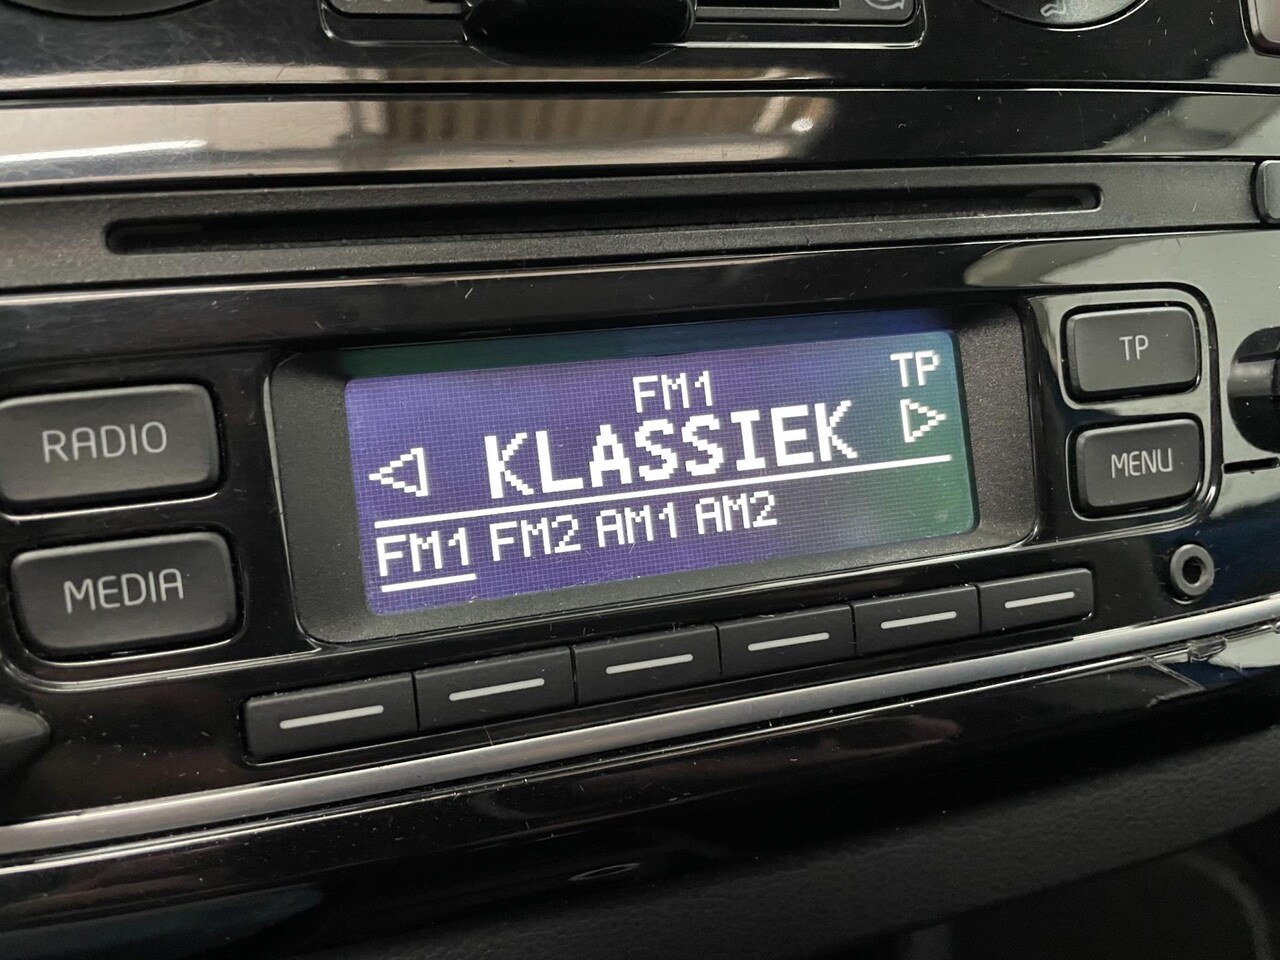 FM1
TP
KLASSIEK
FM1 FM2 AM1 AM2
RADIO
MEDIA
TP
MENU